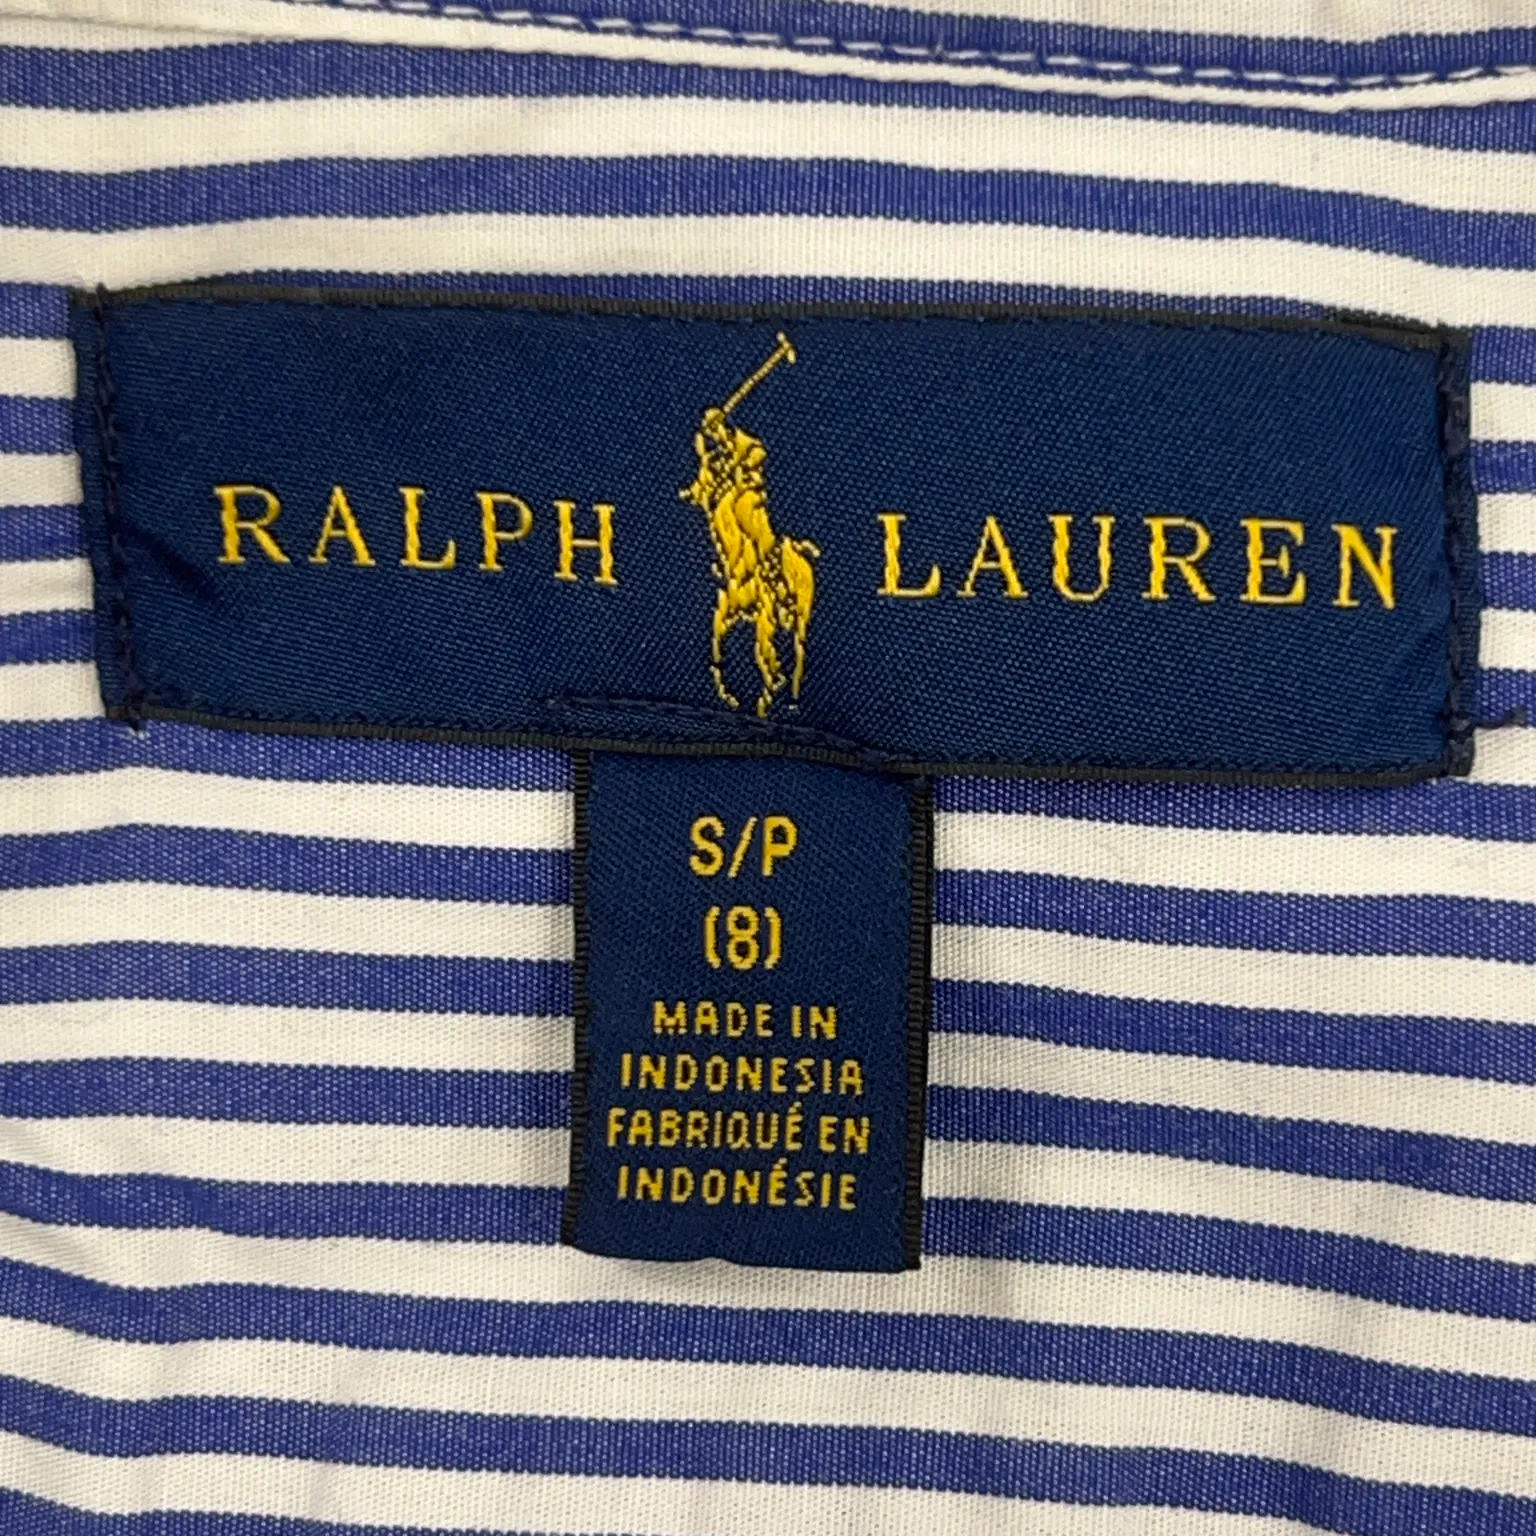 RALPH LAUREN
S/P
(8)
MADE IN
INDONESIA
FABRIQUÉ EN
INDONÉSIE